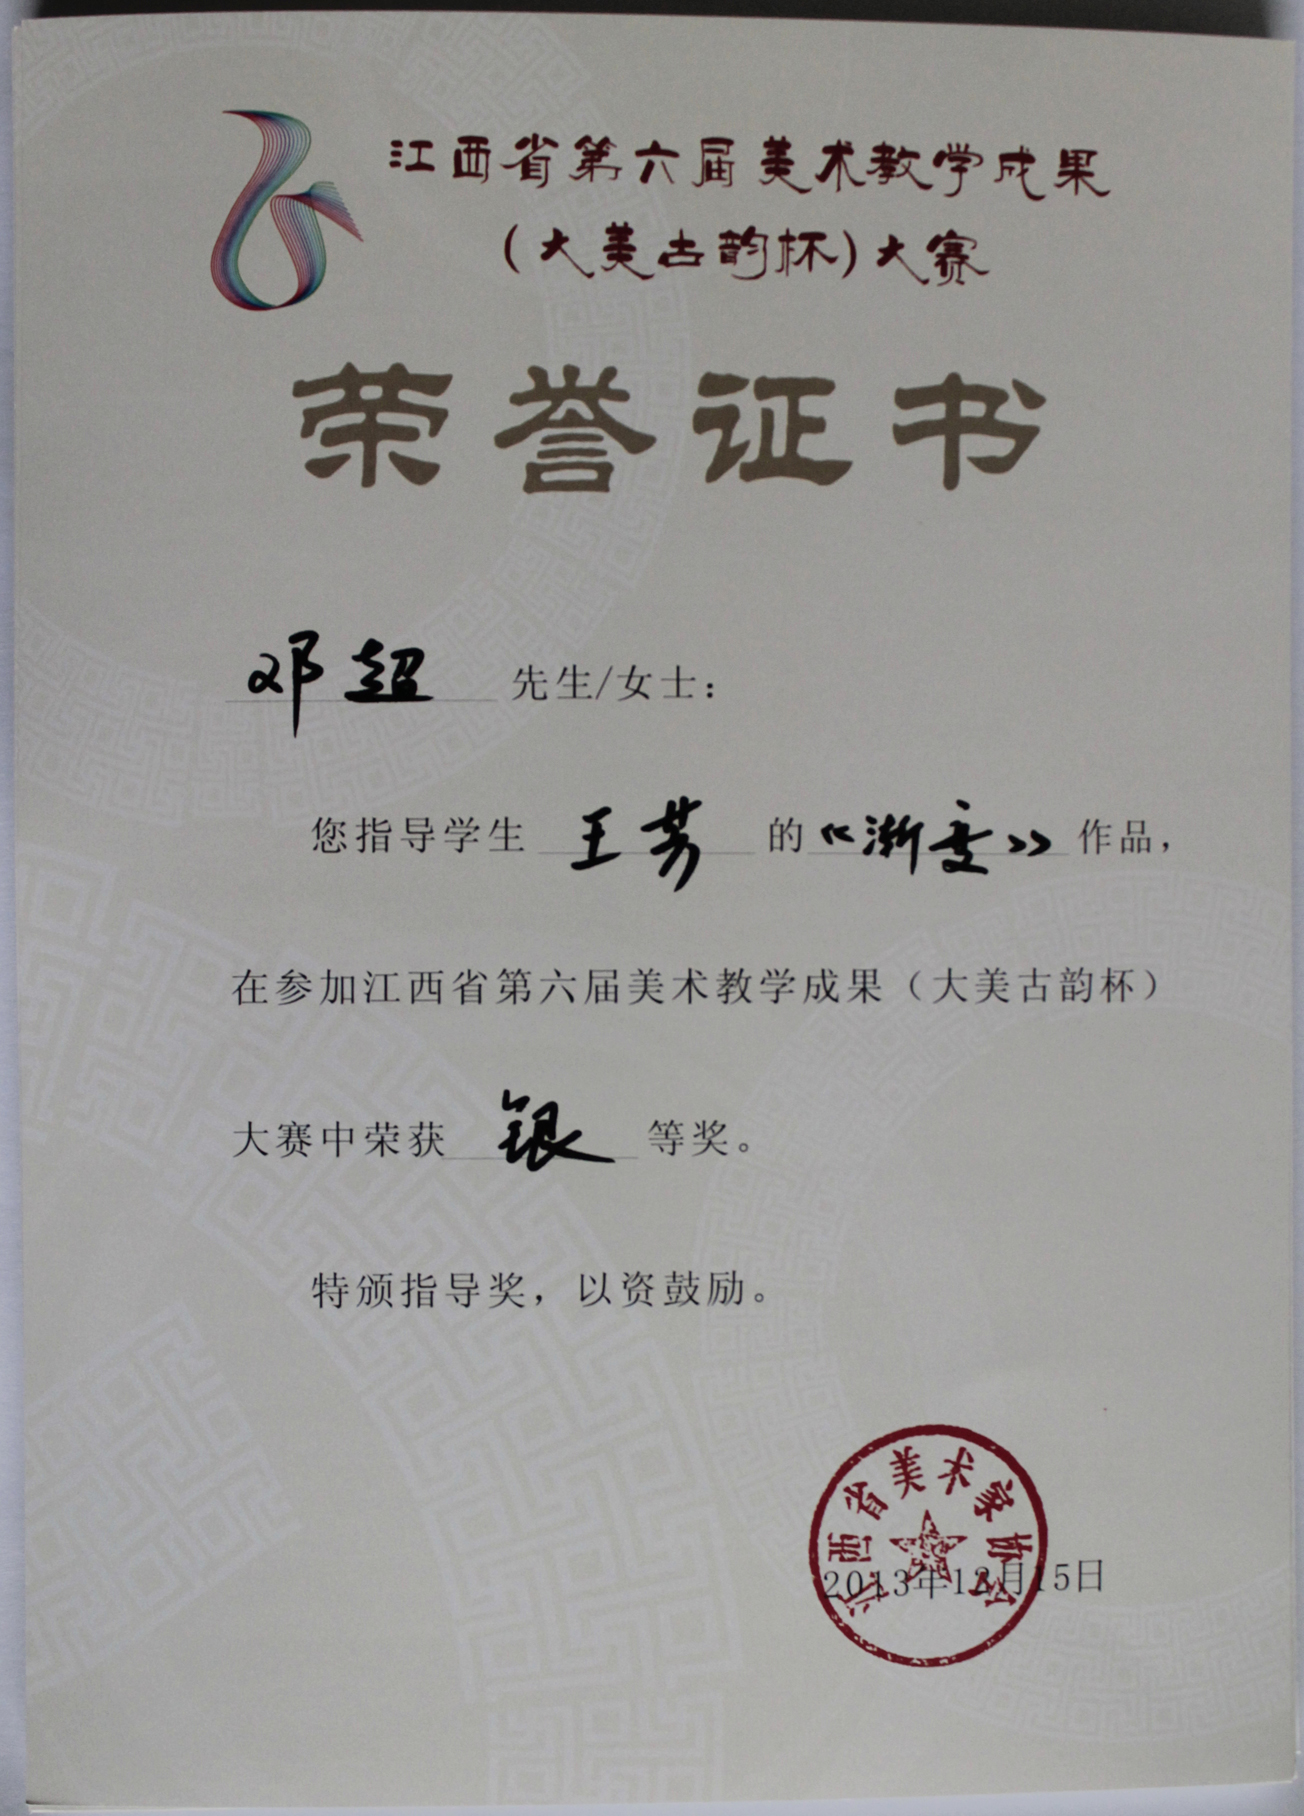 江西省第六届美术教学成果
（大美古韵杯）大赛
荣誉证书
邓超 先生/女士：
您指导学生 王芳 的《渐变》作品，
在参加江西省第六届美术教学成果（大美古韵杯）
大赛中荣获 银 等奖。
特颁指导奖，以资鼓励。
江西省美术家协会
2013年12月15日